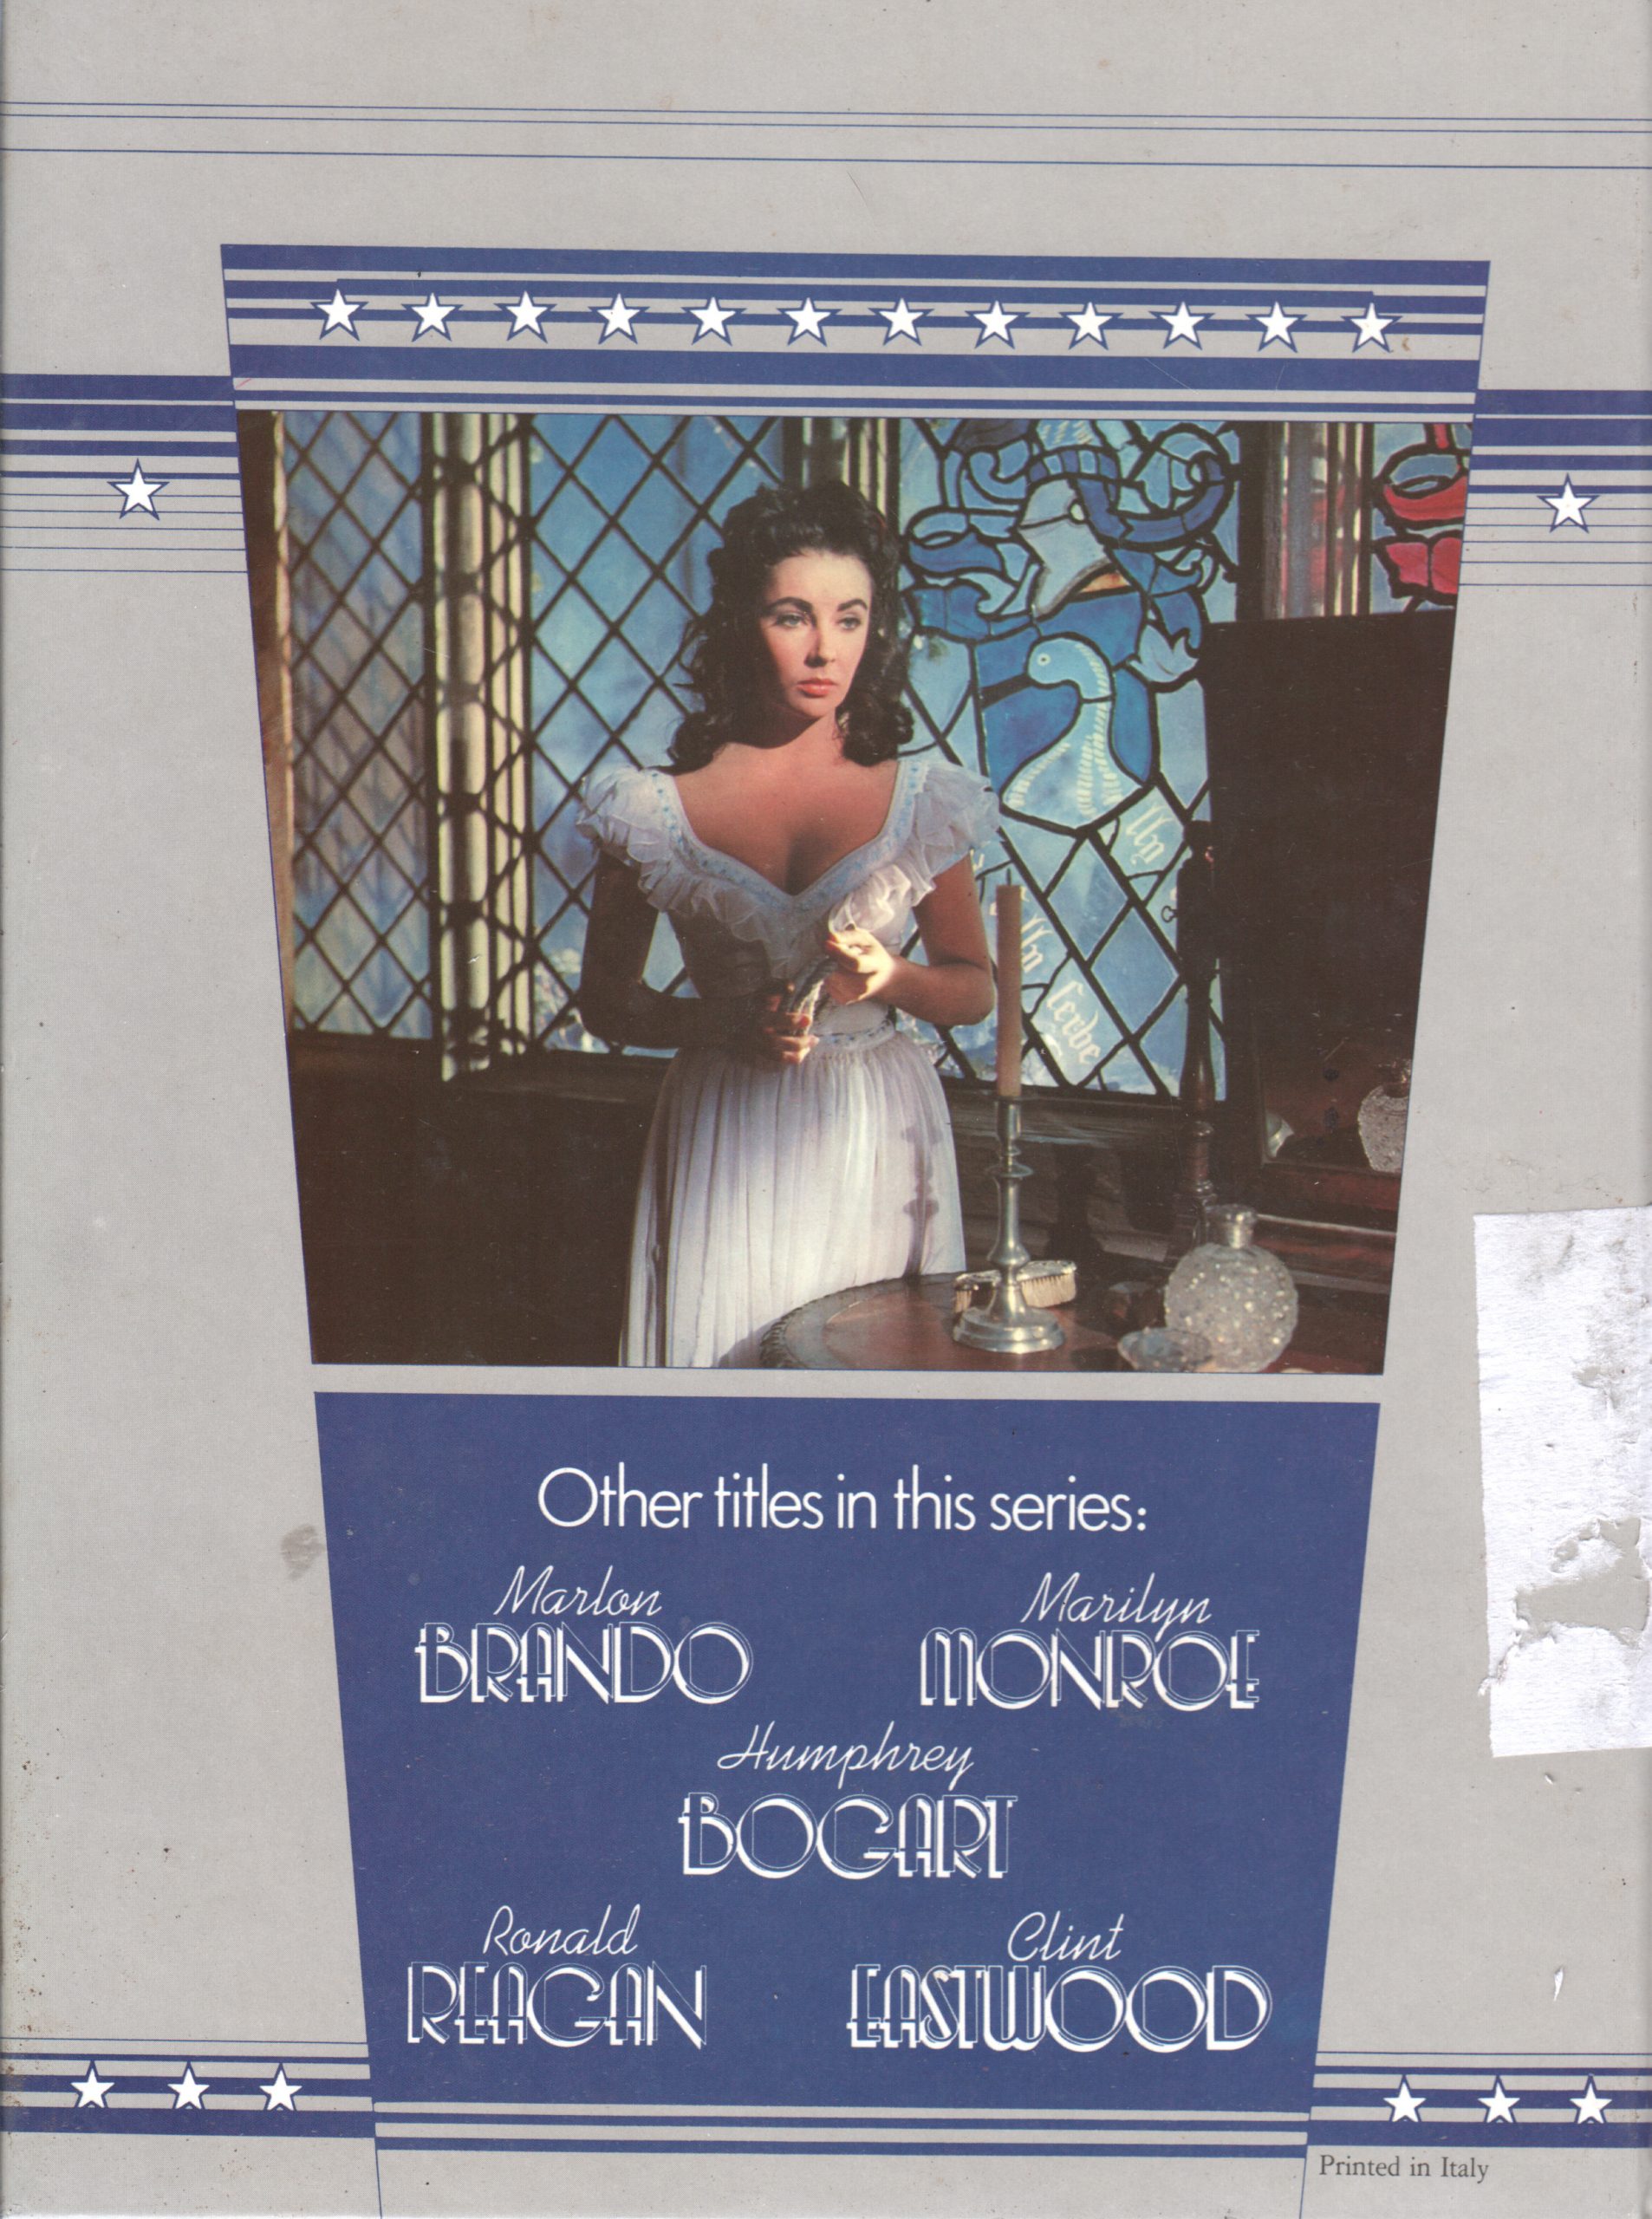 Other titles in this series:
Marlon
BRANDO
Marilyn
MONROE
Humphrey
BOGART
Ronald
REAGAN
Clint
EASTWOOD
Printed in Italy